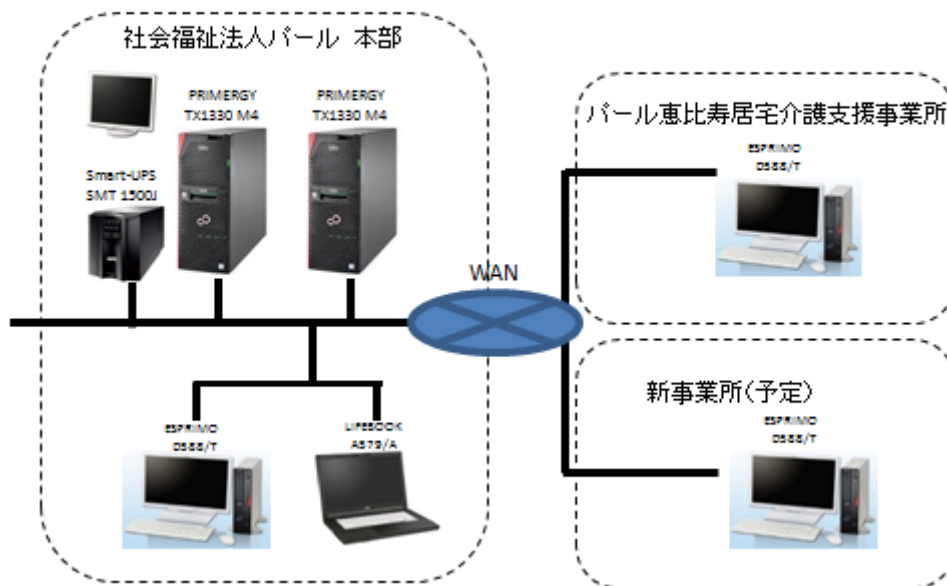 社会福祉法人パール 本部
PRIMERGY
TX1330 M4
PRIMERGY
TX1330 M4
Smart-UPS
SMT 1500J
WAN
パール恵比寿居宅介護支援事業所
ESPRIMO
D588/T
新事業所(予定)
ESPRIMO
D588/T
ESPRIMO
D588/T
LIFEBOOK
A579/A